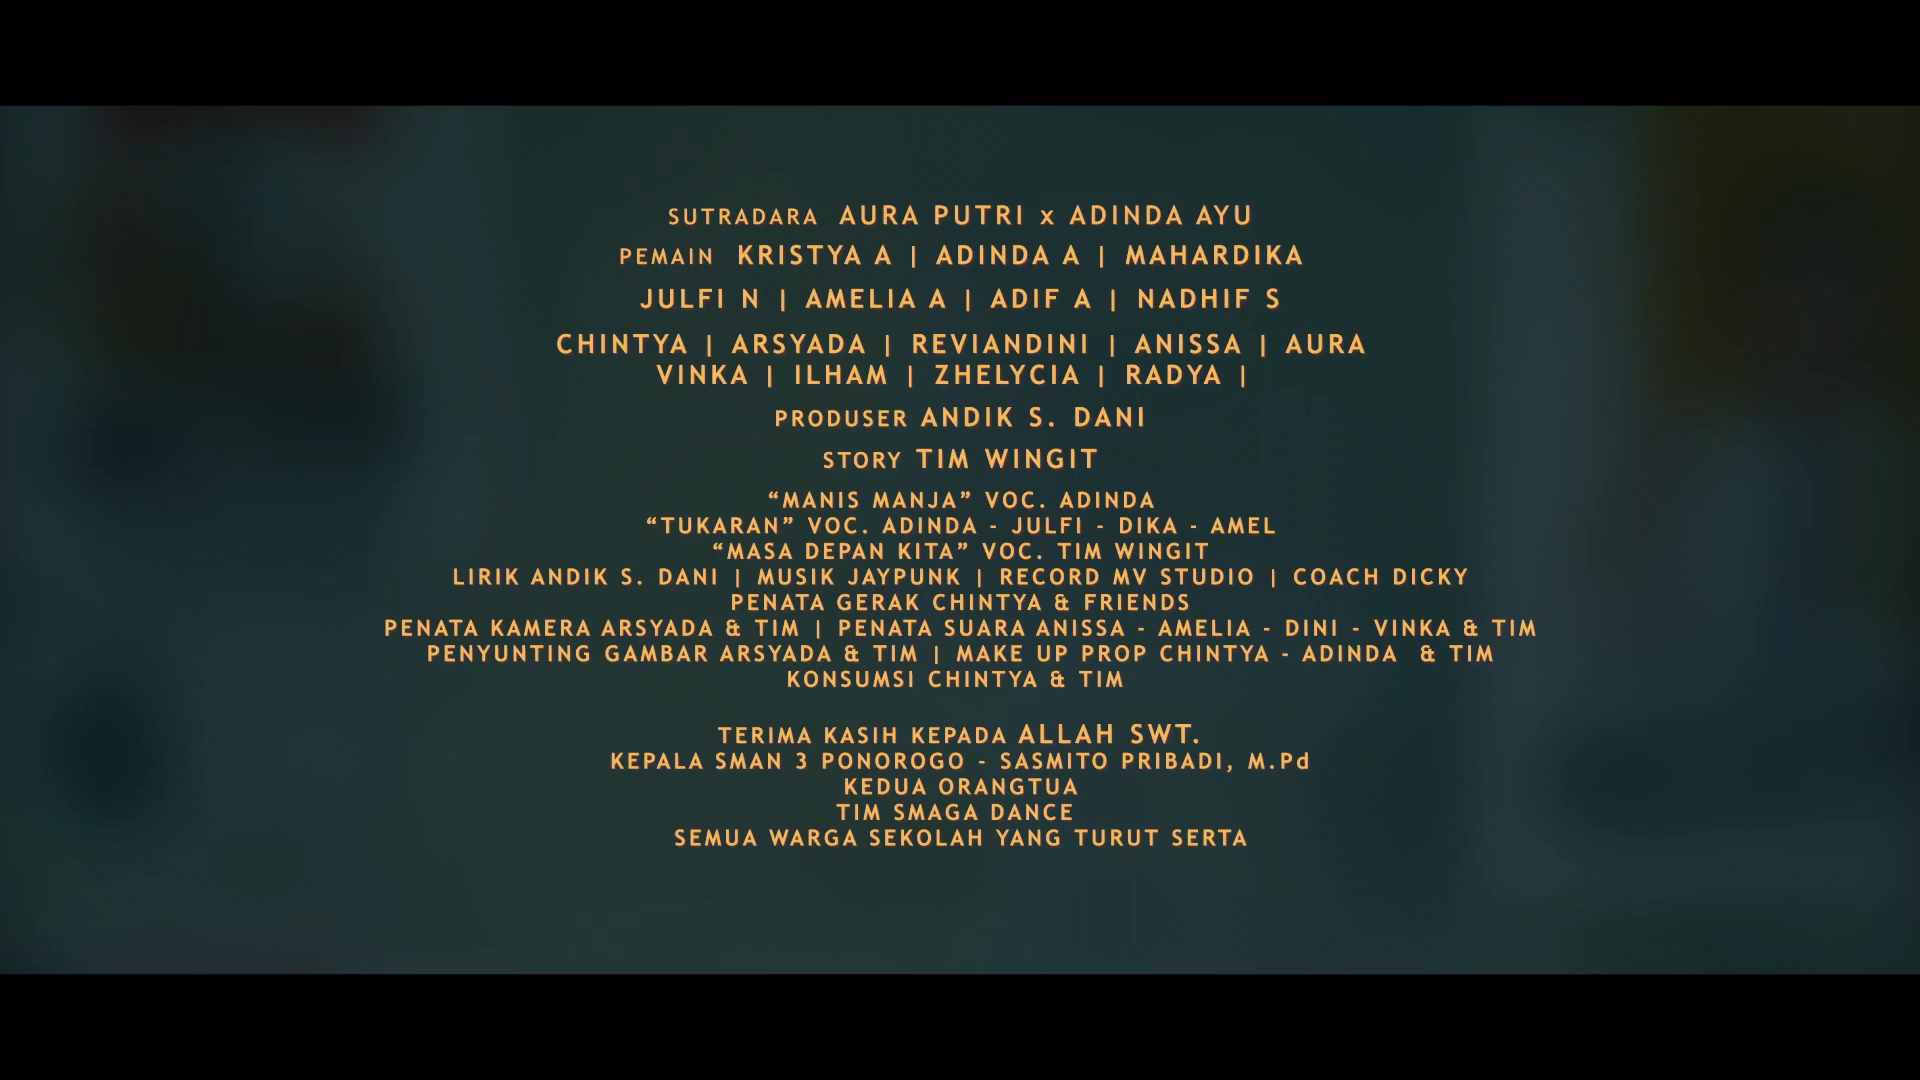 SUTRADARA AURA PUTRI x ADINDA AYU
PEMAIN KRISTYA A | ADINDA A | MAHARDIKA
JULFI N | AMELIA A | ADIF A | NADHIF S
CHINTYA | ARSYADA | REVIANDINI | ANISSA | AURA
VINKA | ILHAM | ZHELYCIA | RADYA |
PRODUSER ANDIK S. DANI
STORY TIM WINGIT
“MANIS MANJA” VOC. ADINDA
“TUKARAN” VOC. ADINDA - JULFI - DIKA - AMEL
“MASA DEPAN KITA” VOC. TIM WINGIT
LIRIK ANDIK S. DANI | MUSIK JAYPUNK | RECORD MV STUDIO | COACH DICKY
PENATA GERAK CHINTYA & FRIENDS
PENATA KAMERA ARSYADA & TIM | PENATA SUARA ANISSA - AMELIA - DINI - VINKA & TIM
PENYUNTING GAMBAR ARSYADA & TIM | MAKE UP PROP CHINTYA - ADINDA & TIM
KONSUMSI CHINTYA & TIM
TERIMA KASIH KEPADA ALLAH SWT.
KEPALA SMAN 3 PONOROGO - SASMITO PRIBADI, M.Pd
KEDUA ORANGTUA
TIM SMAGA DANCE
SEMUA WARGA SEKOLAH YANG TURUT SERTA